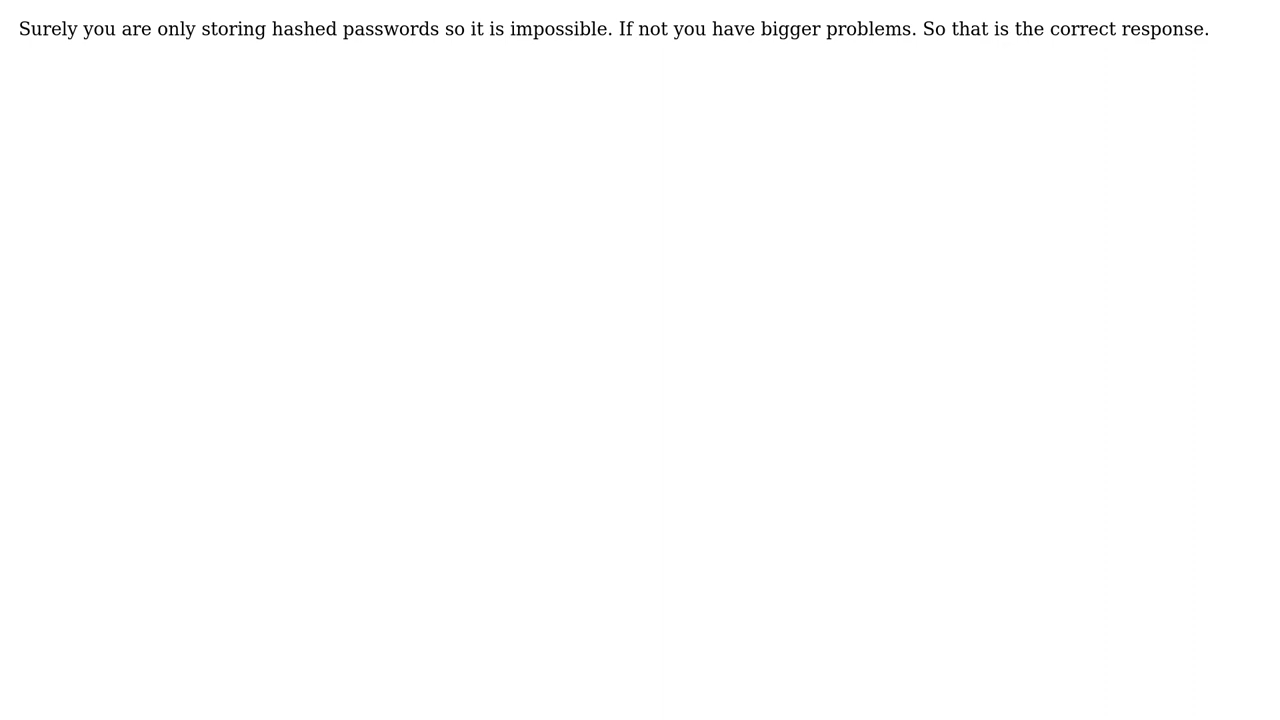 Surely you are only storing hashed passwords so it is impossible. If not you have bigger problems. So that is the correct response.